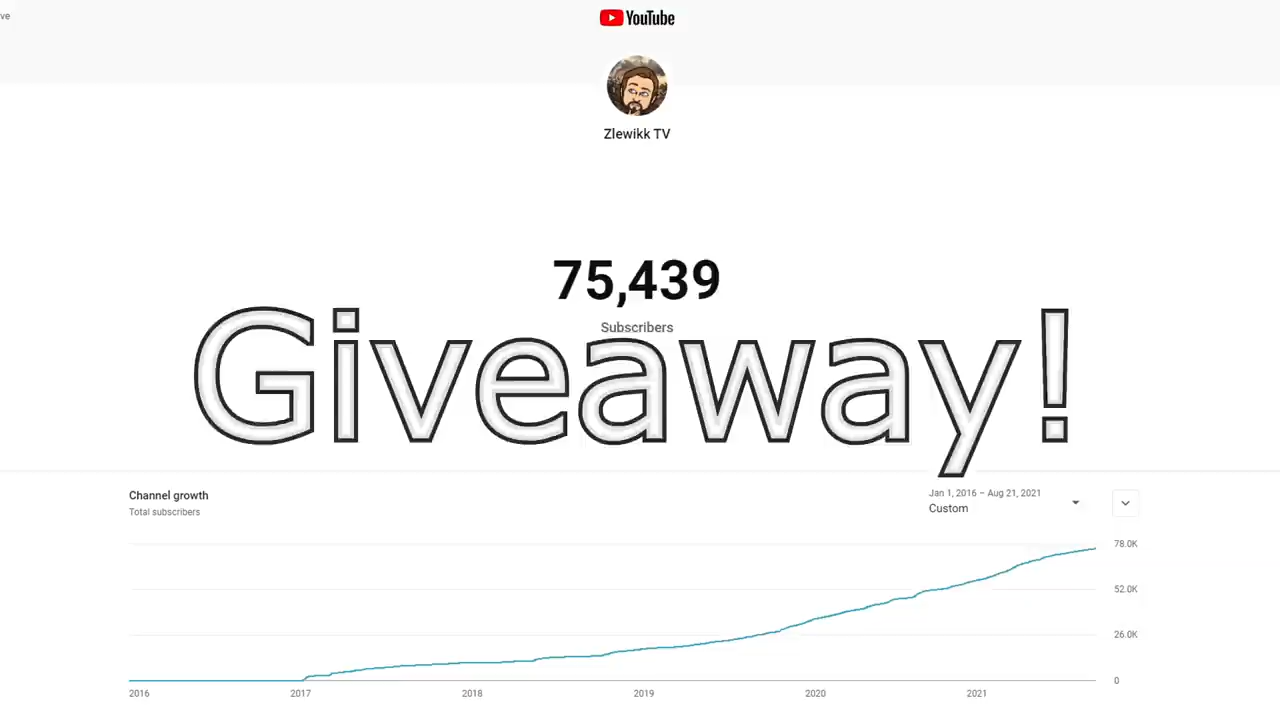 ve
YouTube
Zlewikk TV
75,439
Subscribers
Giveaway!
Channel growth
Total subscribers
Jan 1, 2016 – Aug 21, 2021
Custom
78.0K
52.0K
26.0K
0
2016 2017 2018 2019 2020 2021